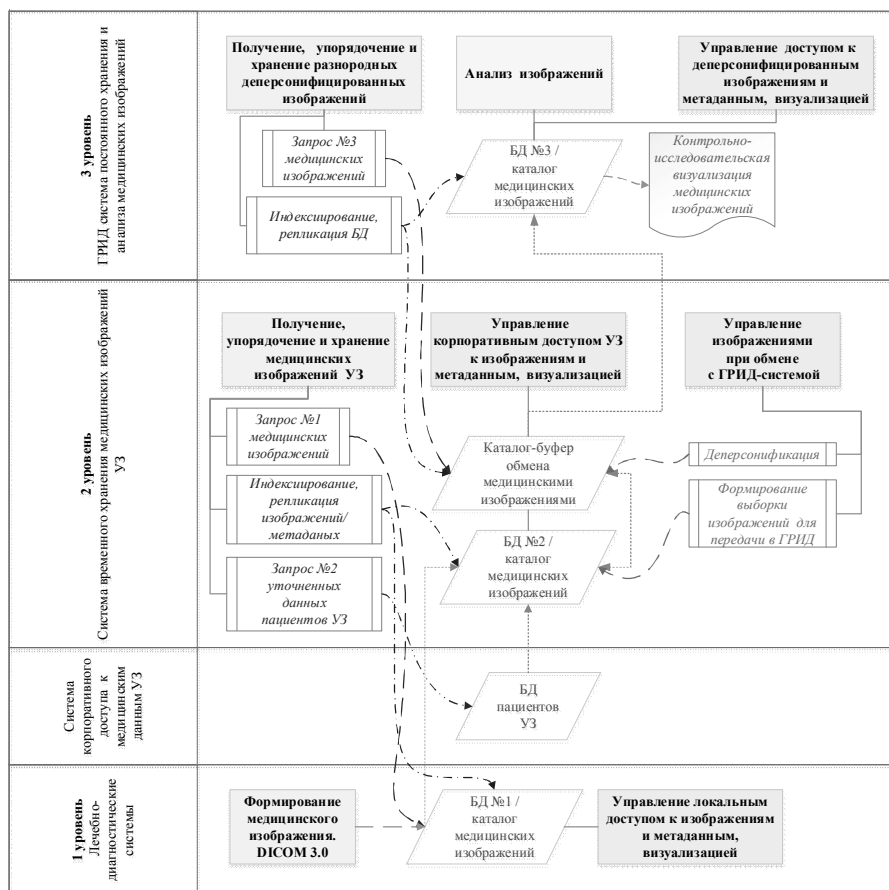 3 уровень
ГРИД система постоянного хранения и
анализа медицинских изображений
Получение, упорядочение и
хранение разнородных
деперсонифицированных
изображений
Анализ изображений
Управление доступом к
деперсонифицированным
изображениям и
метаданным, визуализацией
Запрос №3
медицинских
изображений
Индексиирование,
репликация БД
БД №3 /
каталог
медицинских
изображений
Контрольно-
исследовательская
визуализация
медицинских
изображений
2 уровень
Система временного хранения медицинских изображений
УЗ
Получение,
упорядочение и хранение
медицинских
изображений УЗ
Управление
корпоративным доступом УЗ
к изображениям и
метаданным, визуализацией
Управление
изображениями
при обмене
с ГРИД-системой
Запрос №1
медицинских
изображений
Индексиирование,
репликация
изображений/
метаданых
Запрос №2
уточненных
данных
пациентов УЗ
Каталог-буфер
обмена
медицинскими
изображениями
БД №2 /
каталог
медицинских
изображений
Деперсонификация
Формирование
выборки
изображений для
передачи в ГРИД
Система
корпоративного
доступа к
медицинским
данным УЗ
БД
пациентов
УЗ
1 уровень
Лечебно-
диагностические
системы
Формирование
медицинского
изображения.
DICOM 3.0
БД №1 /
каталог
медицинских
изображений
Управление локальным
доступом к изображениям
и метаданным,
визуализацией